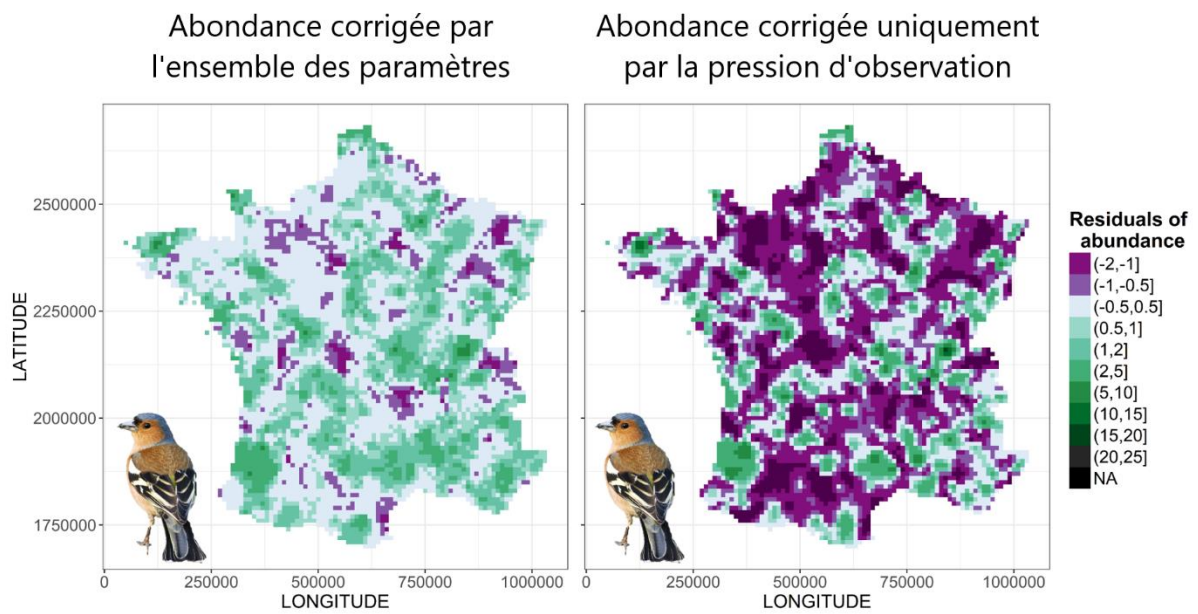 Abondance corrigée par
l'ensemble des paramètres
Abondance corrigée uniquement
par la pression d'observation
LATITUDE
2500000
2250000
2000000
1750000
0
250000
500000
750000
1000000
LONGITUDE
0
250000
500000
750000
1000000
LONGITUDE
Residuals of
abundance
(-2,-1]
(-1,-0.5]
(-0.5,0.5]
(0.5,1]
(1,2]
(2,5]
(5,10]
(10,15]
(15,20]
(20,25]
NA